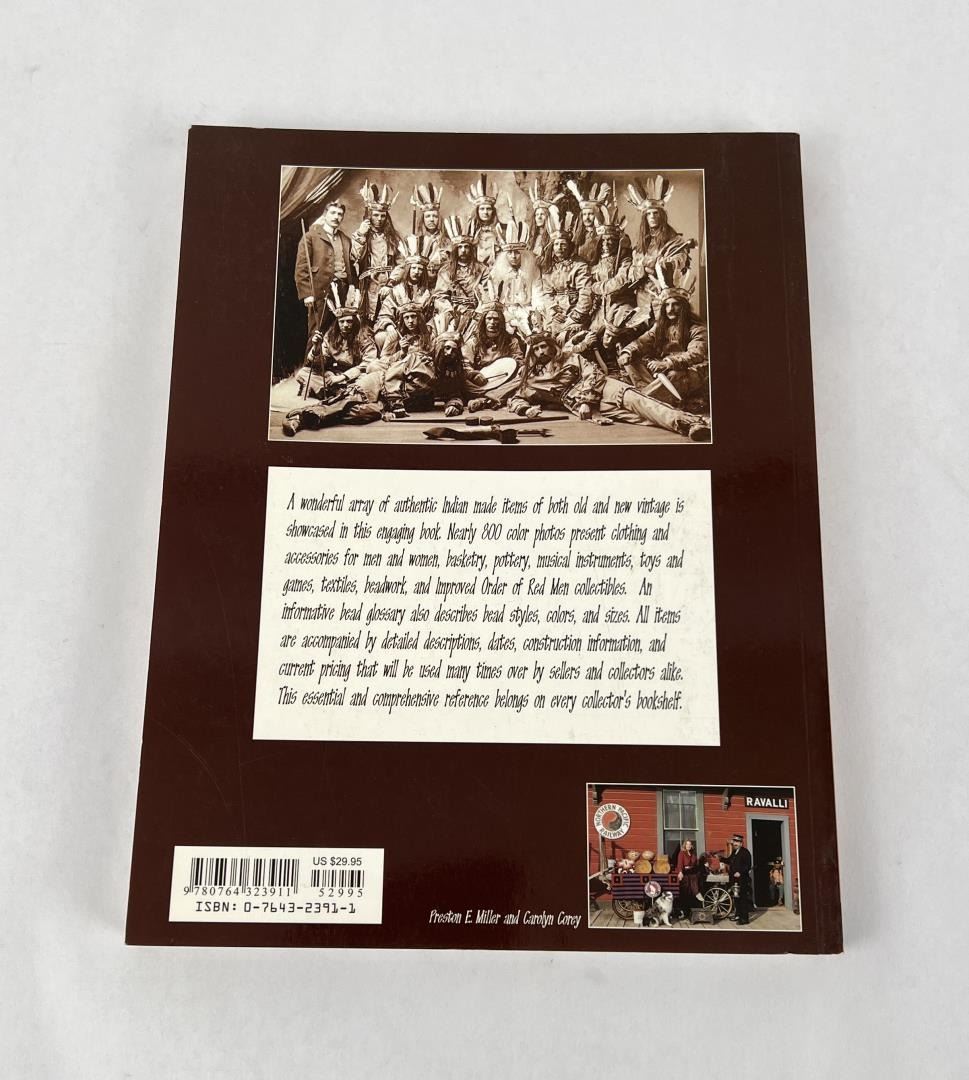 A wonderful array of authentic Indian made items of both old and new vintage is
showcased in this engaging book. Nearly 800 color photos present clothing and
accessories for men and women, basketry, pottery, musical instruments, toys and
games, textiles, beadwork, and Improved Order of Red Men collectibles. An
informative bead glossary also describes bead styles, colors, and sizes. All items
are accompanied by detailed descriptions, dates, construction information, and
current pricing that will be used many times over by sellers and collectors alike.
This essential and comprehensive reference belongs on every collector's bookshelf.
RAVALLI
NORTHERN PACIFIC
RAILWAY
US $29.95
9 780764 323911
52995
ISBN: 0-7643-2391-1
Preston E. Miller and Carolyn Corey